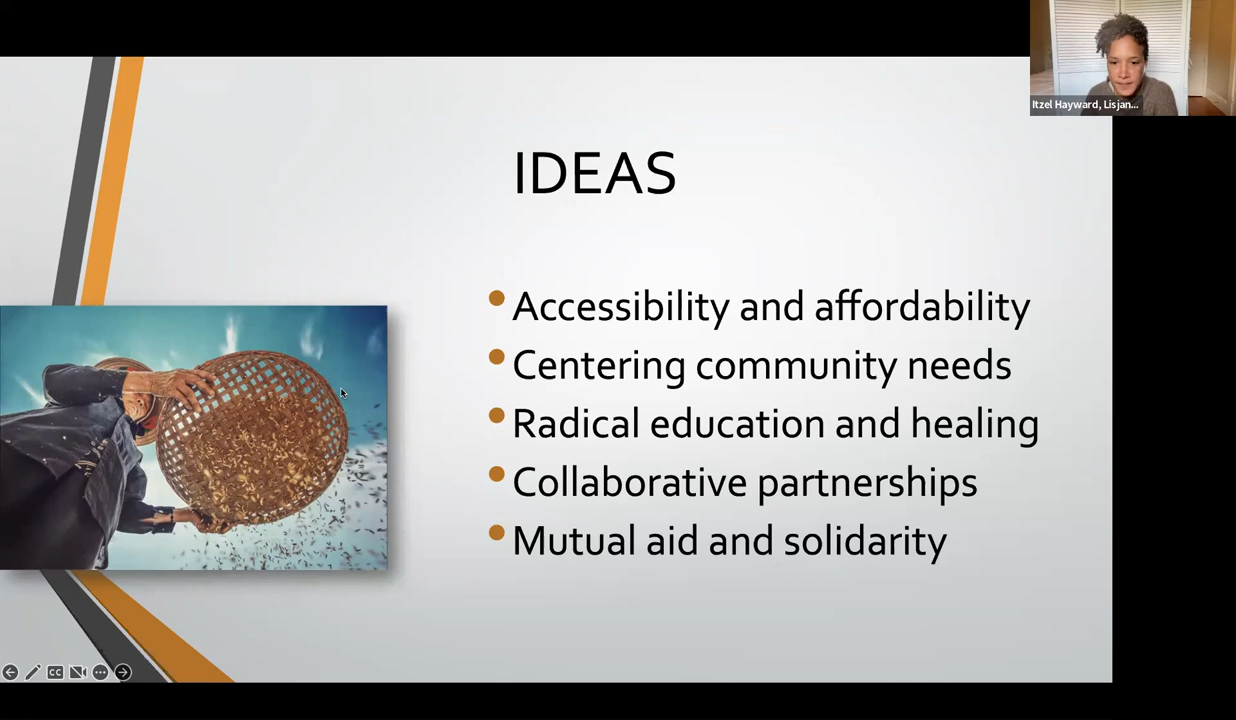 Itzel Hayward, Lisjan...
IDEAS
Accessibility and affordability
Centering community needs
Radical education and healing
Collaborative partnerships
Mutual aid and solidarity
CC